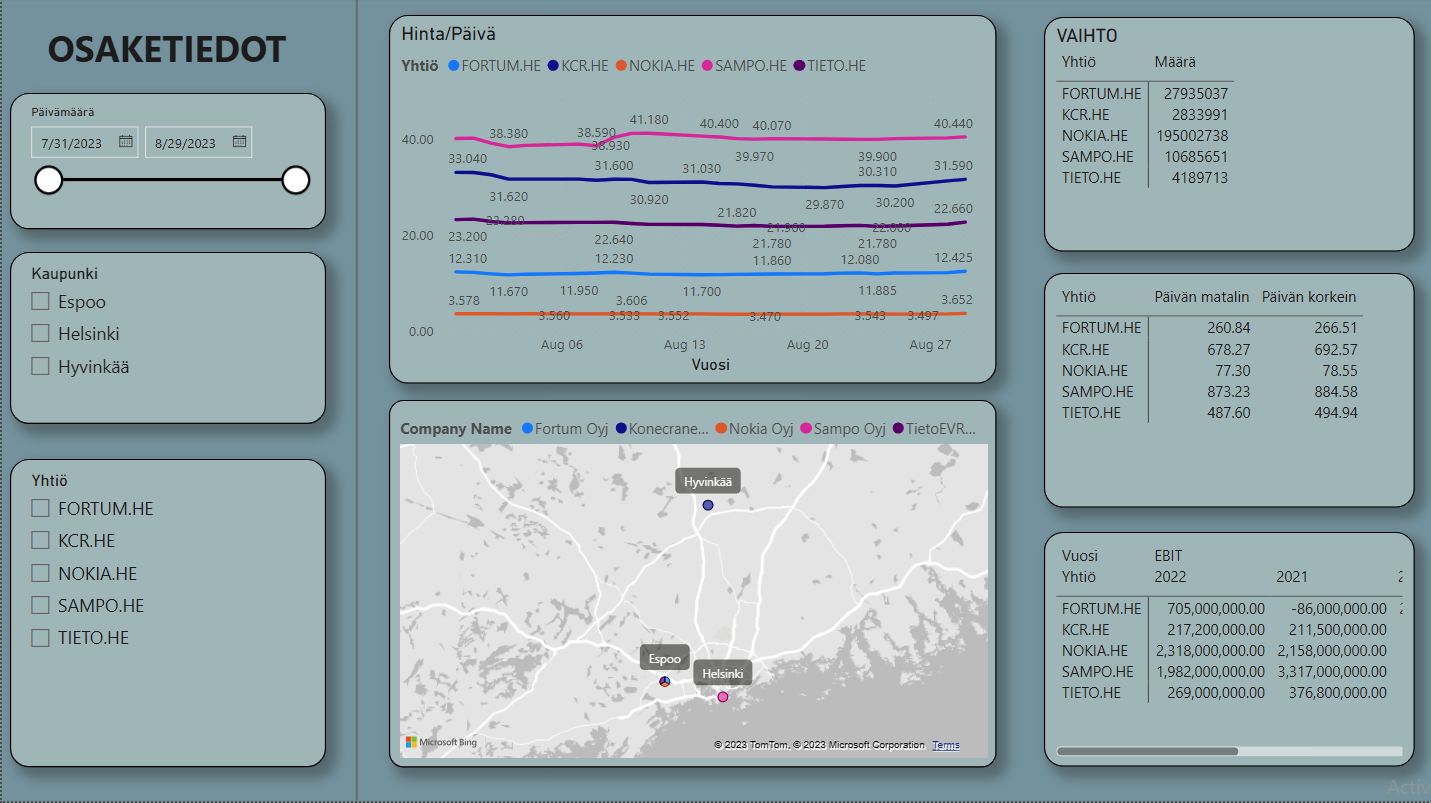 OSAKETIEDOT
Päivämäärä
7/31/2023 8/29/2023
Kaupunki
Espoo
Helsinki
Hyvinkää
Yhtiö
FORTUM.HE
KCR.HE
NOKIA.HE
SAMPO.HE
TIETO.HE
Hinta/Päivä
Yhtiö FORTUM.HE KCR.HE NOKIA.HE SAMPO.HE TIETO.HE
40.00
20.00
0.00
38.380 38.590 38.930 41.180 40.400 39.970 40.070 39.900 40.440
33.040 31.620 31.600 30.920 31.030 29.870 30.310 30.200 31.590
23.200 23.280 22.640 21.820 21.780 21.960 21.780 22.000 22.660
12.310 11.670 11.950 12.230 11.700 11.860 12.080 11.885 12.425
3.578 3.560 3.533 3.606 3.552 3.470 3.543 3.497 3.652
Aug 06 Aug 13 Aug 20 Aug 27
Vuosi
Company Name Fortum Oyj Konecrane... Nokia Oyj Sampo Oyj TietoEVR...
Hyvinkää
Espoo
Helsinki
Microsoft Bing
© 2023 TomTom, © 2023 Microsoft Corporation Terms
VAIHTO
Yhtiö Määrä
FORTUM.HE 27935037
KCR.HE 2833991
NOKIA.HE 195002738
SAMPO.HE 10685651
TIETO.HE 4189713
Yhtiö Päivän matalin Päivän korkein
FORTUM.HE 260.84 266.51
KCR.HE 678.27 692.57
NOKIA.HE 77.30 78.55
SAMPO.HE 873.23 884.58
TIETO.HE 487.60 494.94
Vuosi EBIT
Yhtiö 2022 2021
FORTUM.HE 705,000,000.00 -86,000,000.00
KCR.HE 217,200,000.00 211,500,000.00
NOKIA.HE 2,318,000,000.00 2,158,000,000.00
SAMPO.HE 1,982,000,000.00 3,317,000,000.00
TIETO.HE 269,000,000.00 376,800,000.00
Activ